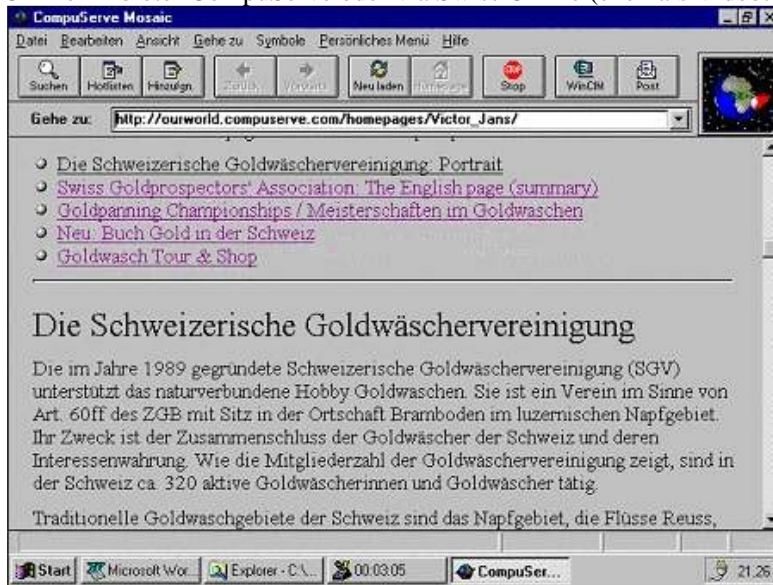 CompuServe Mosaic
Datei Bearbeiten Ansicht Gehe zu Symbole Persönliches Menü Hilfe
Suchen Hotlisten Hinzufgn. Zurück Vorwärts Neu laden Homepage Stop WinCIM Post
Gehe zu: http://ourworld.compuserve.com/homepages/Victor_Jans/
Die Schweizerische Goldwäschervereinigung: Portrait
Swiss Goldprospectors' Association: The English page (summary)
Goldpanning Championships / Meisterschaften im Goldwaschen
Neu: Buch Gold in der Schweiz
Goldwasch Tour & Shop
Die Schweizerische Goldwäschervereinigung
Die im Jahre 1989 gegründete Schweizerische Goldwäschervereinigung (SGV)
unterstützt das naturverbundene Hobby Goldwaschen. Sie ist ein Verein im Sinne von
Art. 60ff des ZGB mit Sitz in der Ortschaft Bramboden im luzernischen Napfgebiet.
Ihr Zweck ist der Zusammenschluss der Goldwäscher der Schweiz und deren
Interessenwahrung. Wie die Mitgliederzahl der Goldwäschervereinigung zeigt, sind in
der Schweiz ca. 320 aktive Goldwäscherinnen und Goldwäscher tätig.
Traditionelle Goldwaschgebiete der Schweiz sind das Napfgebiet, die Flüsse Reuss,
Start Microsoft Wor... Explorer - C:\... 00:03:05 CompuSer... 21.26